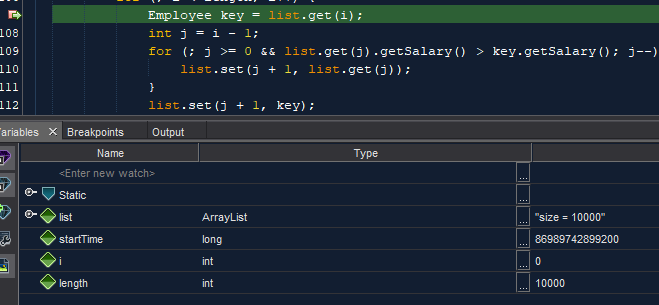 Employee key = list.get(i);
108 int j = i - 1;
109 for (; j >= 0 && list.get(j).getSalary() > key.getSalary(); j--)
110 list.set(j + 1, list.get(j));
111 }
112 list.set(j + 1, key);
Variables Breakpoints Output
Name Type
<Enter new watch> ...
Static ...
list ArrayList ... "size = 10000"
startTime long ... 86989742899200
i int ... 0
length int ... 10000